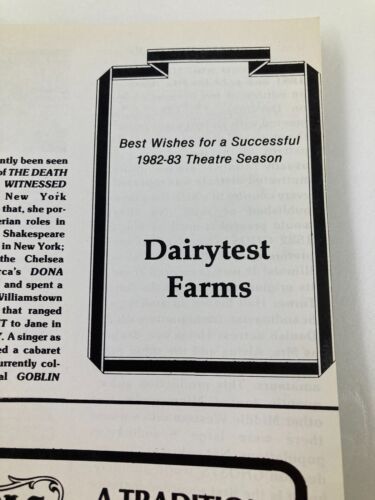 ntly been seen
of THE DEATH
WITNESSED
New York
that, she por-
erian roles in
Shakespeare
in New York;
the Chelsea
rca's DONA
and spent a
Williamstown
that ranged
T to Jane in
Y. A singer as
ed a cabaret
urrently col-
al GOBLIN
Best Wishes for a Successful
1982-83 Theatre Season
Dairytest
Farms
A TRADITION